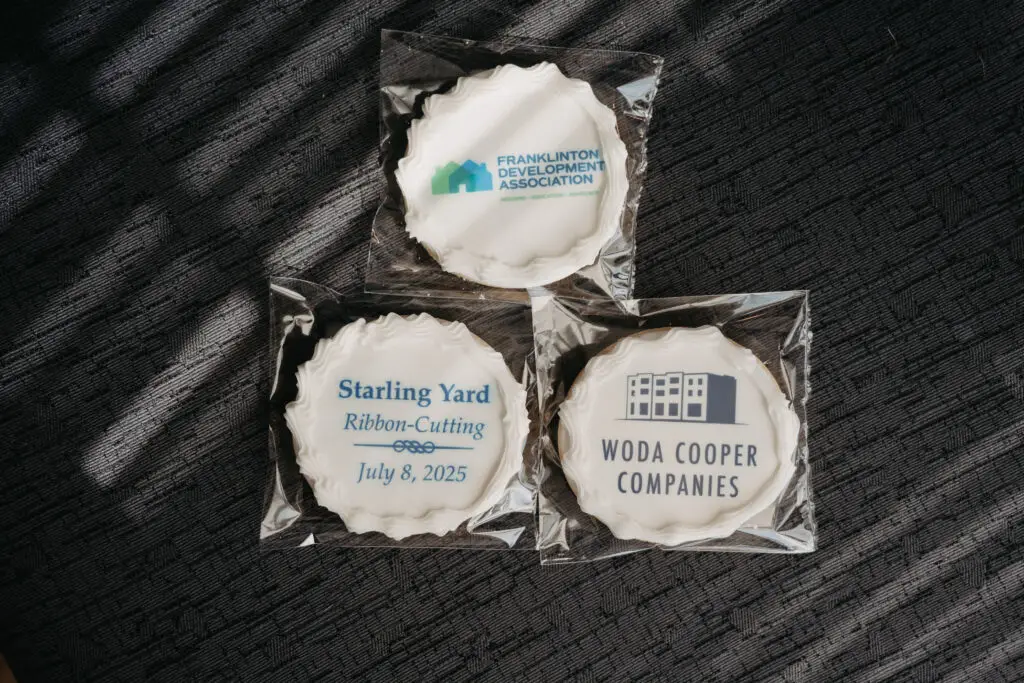 FRANKLINTON
DEVELOPMENT
ASSOCIATION
Starling Yard
Ribbon-Cutting
July 8, 2025
WODA COOPER
COMPANIES